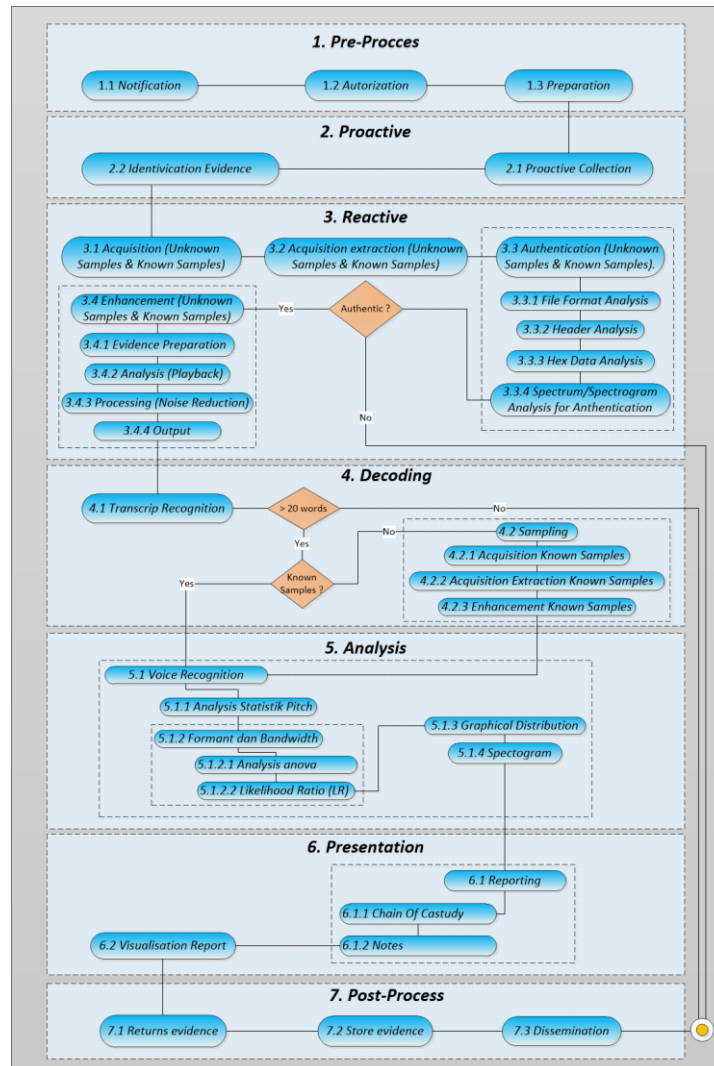 1. Pre-Procces
1.1 Notification
1.2 Autorization
1.3 Preparation
2. Proactive
2.2 Identivication Evidence
2.1 Proactive Collection
3. Reactive
3.1 Acquisition (Unknown
Samples & Known Samples)
3.2 Acquisition extraction (Unknown
Samples & Known Samples)
3.3 Authentication (Unknown
Samples & Known Samples).
3.4 Enhancement (Unknown
Samples & Known Samples)
Yes
Authentic ?
3.3.1 File Format Analysis
3.3.2 Header Analysis
3.4.1 Evidence Preparation
3.3.3 Hex Data Analysis
3.4.2 Analysis (Playback)
3.4.3 Processing (Noise Reduction)
3.3.4 Spectrum/Spectrogram
Analysis for Anthentication
No
3.4.4 Output
4. Decoding
4.1 Transcrip Recognition
> 20 words
No
4.2 Sampling
No
Yes
4.2.1 Acquisition Known Samples
Yes
Known
Samples ?
4.2.2 Acquisition Extraction Known Samples
4.2.3 Enhancement Known Samples
5. Analysis
5.1 Voice Recognition
5.1.1 Analysis Statistik Pitch
5.1.2 Formant dan Bandwidth
5.1.3 Graphical Distribution
5.1.4 Spectogram
5.1.2.1 Analysis anova
5.1.2.2 Likelihood Ratio (LR)
6. Presentation
6.1 Reporting
6.1.1 Chain Of Castudy
6.2 Visualisation Report
6.1.2 Notes
7. Post-Process
7.1 Returns evidence
7.2 Store evidence
7.3 Dissemination